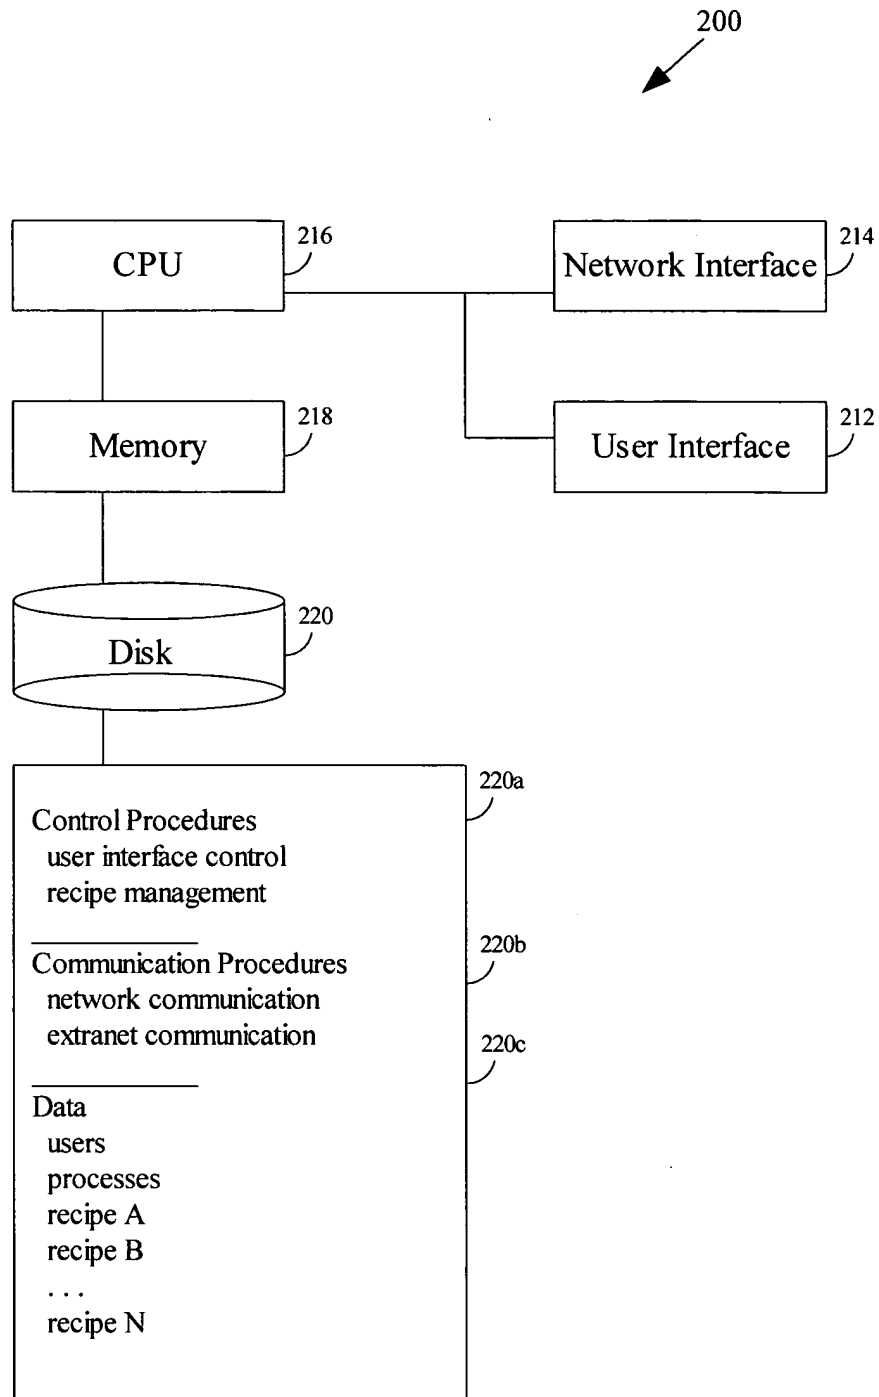 200
CPU
216
Network Interface
214
Memory
218
User Interface
212
Disk
220
220a
Control Procedures
user interface control
recipe management
220b
Communication Procedures
network communication
extranet communication
220c
Data
users
processes
recipe A
recipe B
. . .
recipe N